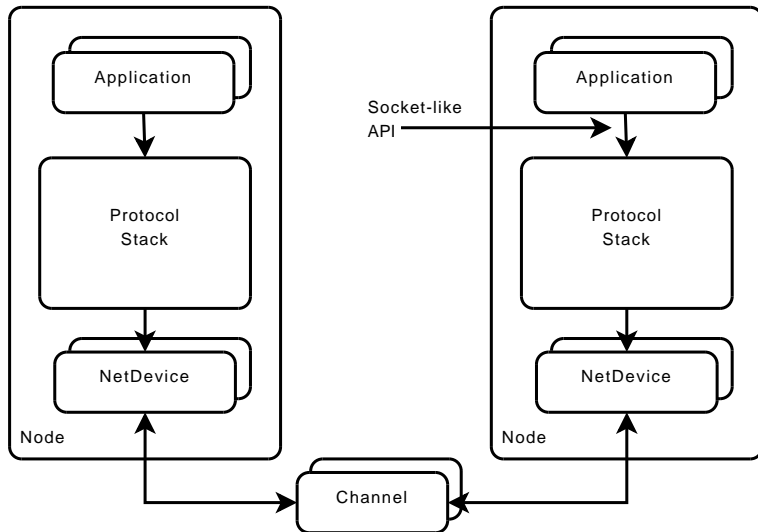 Application
Protocol
Stack
NetDevice
Node
Socket-like
API
Application
Protocol
Stack
NetDevice
Node
Channel